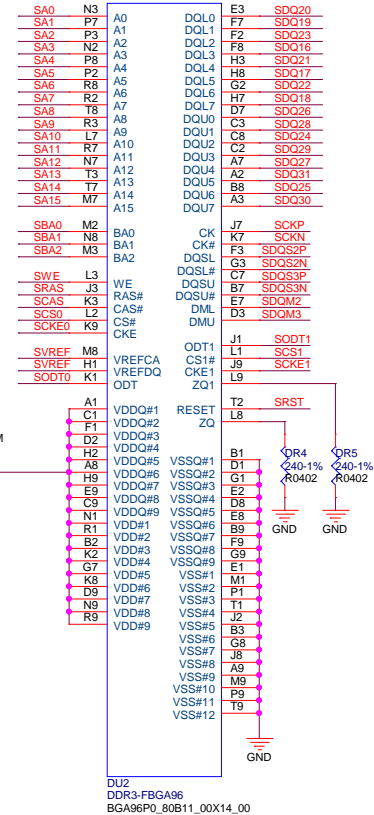 SA0 N3 A0 DQL0 E3 SDQ20
SA1 P7 A1 DQL1 F7 SDQ19
SA2 P3 A2 DQL2 F2 SDQ23
SA3 N2 A3 DQL3 F8 SDQ16
SA4 P8 A4 DQL4 H3 SDQ21
SA5 P2 A5 DQL5 H8 SDQ17
SA6 R8 A6 DQL6 G2 SDQ22
SA7 R2 A7 DQL7 H7 SDQ18
SA8 T8 A8 DQU0 D7 SDQ26
SA9 R3 A9 DQU1 C3 SDQ28
SA10 L7 A10 DQU2 C8 SDQ24
SA11 R7 A11 DQU3 C2 SDQ29
SA12 N7 A12 DQU4 A7 SDQ27
SA13 T3 A13 DQU5 A2 SDQ31
SA14 T7 A14 DQU6 B8 SDQ25
SA15 M7 A15 DQU7 A3 SDQ30
SBA0 M2 BA0 CK J7 SCKP
SBA1 N8 BA1 CK# K7 SCKN
SBA2 M3 BA2 DQSL F3 SDQS2P
DQSL# G3 SDQS2N
SWE L3 WE DQSU C7 SDQS3P
SRAS J3 RAS# DQSU# B7 SDQS3N
SCAS K3 CAS# DML E7 SDQM2
SCS0 L2 CS# DMU D3 SDQM3
SCKE0 K9 CKE
ODT1 J1 SODT1
SVREF M8 VREFCA CS1# L1 SCS1
SVREF H1 VREFDQ CKE1 J9 SCKE1
SODT0 K1 ODT ZQ1 L9
A1 VDDQ#1 RESET T2 SRST
C1 VDDQ#2 ZQ L8
F1 VDDQ#3
D2 VDDQ#4
H2 VDDQ#5 VSSQ#1 B1
A8 VDDQ#6 VSSQ#2 D1
H9 VDDQ#7 VSSQ#3 G1
E9 VDDQ#8 VSSQ#4 E2
C9 VDDQ#9 VSSQ#5 D8
N1 VDD#1 VSSQ#6 E8
R1 VDD#2 VSSQ#7 B9
B2 VDD#3 VSSQ#8 F9
K2 VDD#4 VSSQ#9 G9
G7 VDD#5 VSS#1 E1
K8 VDD#6 VSS#2 M1
D9 VDD#7 VSS#3 P1
N9 VDD#8 VSS#4 T1
R9 VDD#9 VSS#5 J2
VSS#6 B3
VSS#7 G8
VSS#8 J8
VSS#9 A9
VSS#10 M9
VSS#11 P9
VSS#12 T9
M
DR4 DR5
240-1% 240-1%
R0402 R0402
GND GND
GND
DU2
DDR3-FBGA96
BGA96P0_80B11_00X14_00